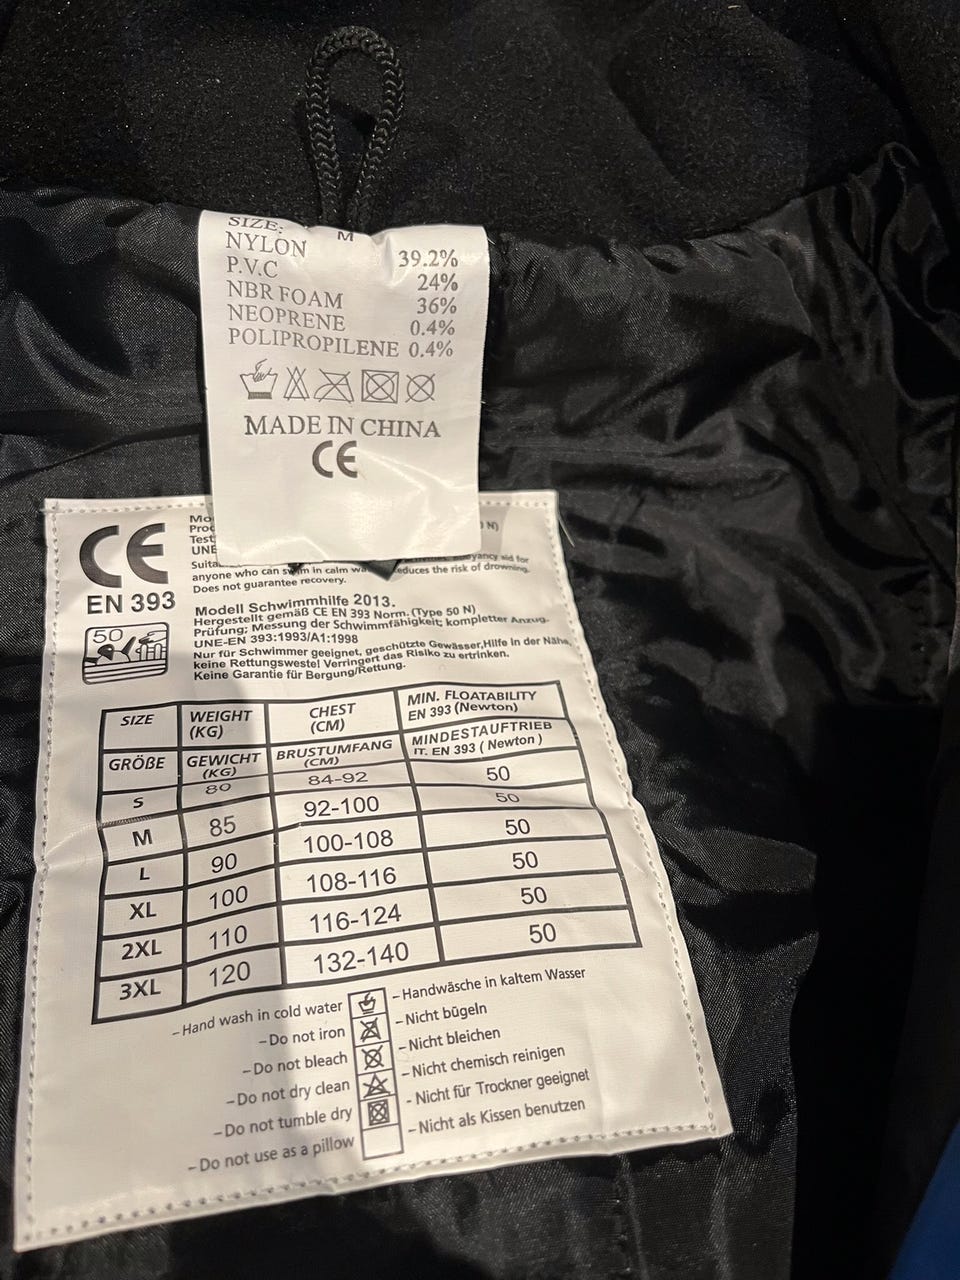 SIZE: M
NYLON 39.2%
P.V.C 24%
NBR FOAM 36%
NEOPRENE 0.4%
POLIPROPILENE 0.4%
MADE IN CHINA
CE
CE
EN 393
50
Mo
Proc
Test
UNE
N)
anyone who can swim in calm educes the risk of drowning.
Does not guarantee recovery.
Modell Schwimmhilfe 2013.
Hergestellt gemäß CE EN 393 Norm. (Type 50 N)
Prüfung; Messung der Schwimmfähigkeit; kompletter Anzug.
UNE-EN 393:1993/A1:1998
Nur für Schwimmer geeignet, geschützte Gewässer,Hilfe in der Nähe,
keine Rettungsweste! Verringert das Risiko zu ertrinken.
Keine Garantie für Bergung/Rettung.
SIZE WEIGHT (KG) CHEST (CM) MIN. FLOATABILITY EN 393 (Newton)
GRÖßE GEWICHT (KG) BRUSTUMFANG (CM) MINDESTAUFTRIEB IT. EN 393 ( Newton )
S 80 84-92 50
M 85 92-100 50
L 90 100-108 50
XL 100 108-116 50
2XL 110 116-124 50
3XL 120 132-140 50
- Hand wash in cold water - Handwäsche in kaltem Wasser
- Do not iron - Nicht bügeln
- Do not bleach - Nicht bleichen
- Do not dry clean - Nicht chemisch reinigen
- Do not tumble dry - Nicht für Trockner geeignet
- Do not use as a pillow - Nicht als Kissen benutzen